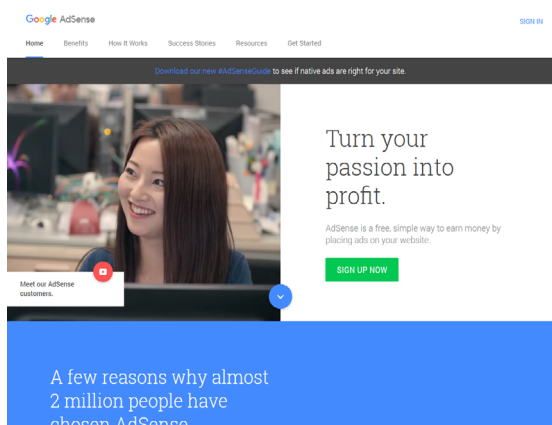 Google AdSense
SIGN IN
Home Benefits How It Works Success Stories Resources Get Started
Download our new #AdSenseGuide to see if native ads are right for your site.
Turn your
passion into
profit.
AdSense is a free, simple way to earn money by
placing ads on your website.
SIGN UP NOW
Meet our AdSense
customers.
A few reasons why almost
2 million people have
chosen AdSense